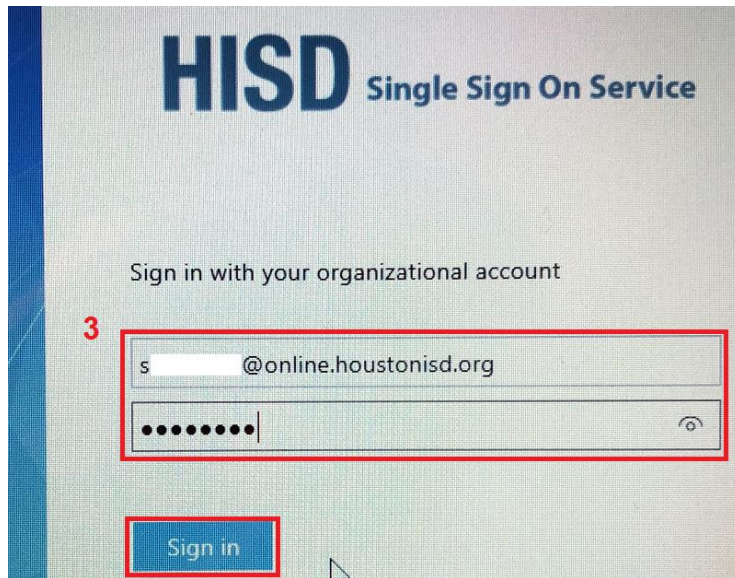 HISD Single Sign On Service
Sign in with your organizational account
3
s @online.houstonisd.org
●●●●●●●●
Sign in